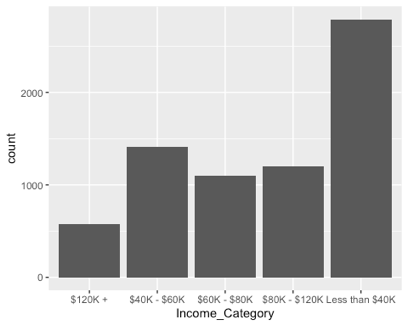 count
2000
1000
0
$120K +
$40K - $60K
$60K - $80K
$80K - $120K
Less than $40K
Income_Category